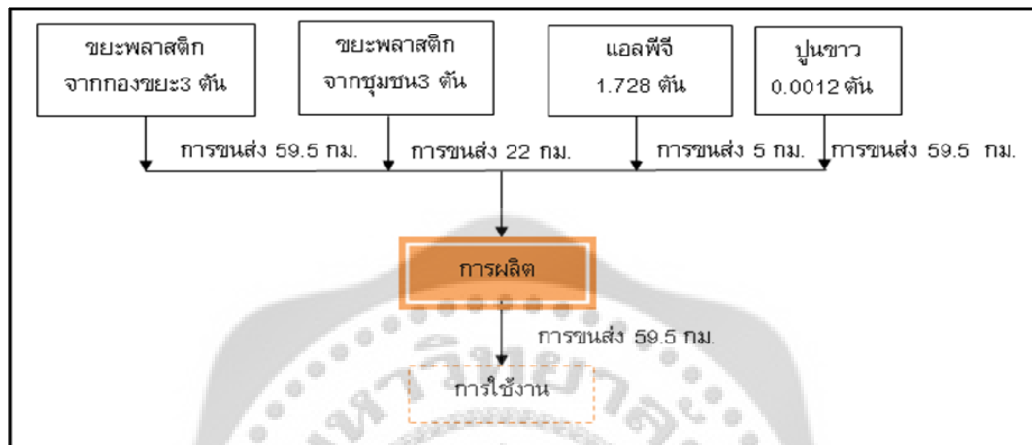 ขยะพลาสติก
จากกองขยะ3 ตัน
ขยะพลาสติก
จากชุมชน3 ตัน
แอลพีจี
1.728 ตัน
ปูนขาว
0.0012 ตัน
การขนส่ง 59.5 กม.
การขนส่ง 22 กม.
การขนส่ง 5 กม.
การขนส่ง 59.5 กม.
การผลิต
การขนส่ง 59.5 กม.
การใช้งาน